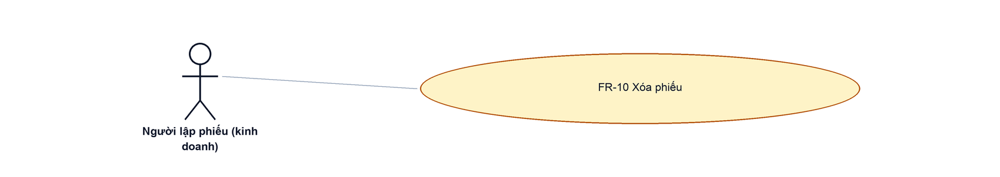 FR-10 Xóa phiếu
Người lập phiếu (kinh
doanh)